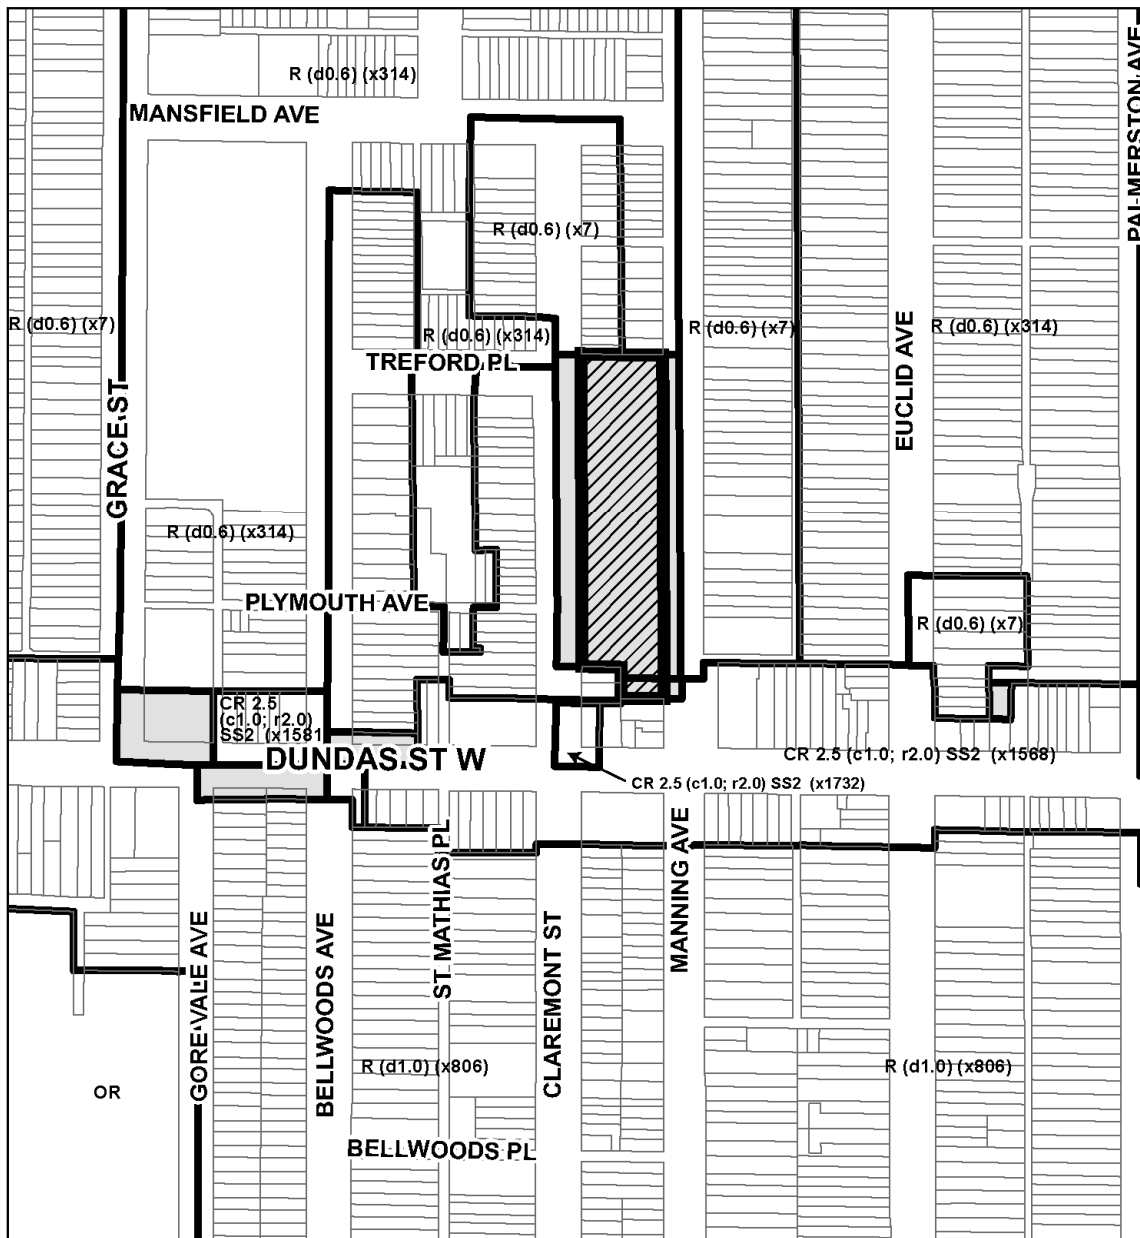 R (d0.6) (x314)
MANSFIELD AVE
PALMERSTON AVE
R (d0.6) (x7)
R (d0.6) (x7)
R (d0.6) (x314)
R (d0.6) (x7)
R (d0.6) (x314)
TREFORD PL
EUCLID AVE
GRACE ST
R (d0.6) (x314)
PLYMOUTH AVE
R (d0.6) (x7)
CR 2.5
(c1.0; r2.0)
SS2 (x1581
DUNDAS ST W
CR 2.5 (c1.0; r2.0) SS2 (x1568)
CR 2.5 (c1.0; r2.0) SS2 (x1732)
MANNING AVE
ST MATHIAS PL
GORE VALE AVE
BELLWOODS AVE
CLAREMONT ST
R (d1.0) (x806)
R (d1.0) (x806)
OR
BELLWOODS PL